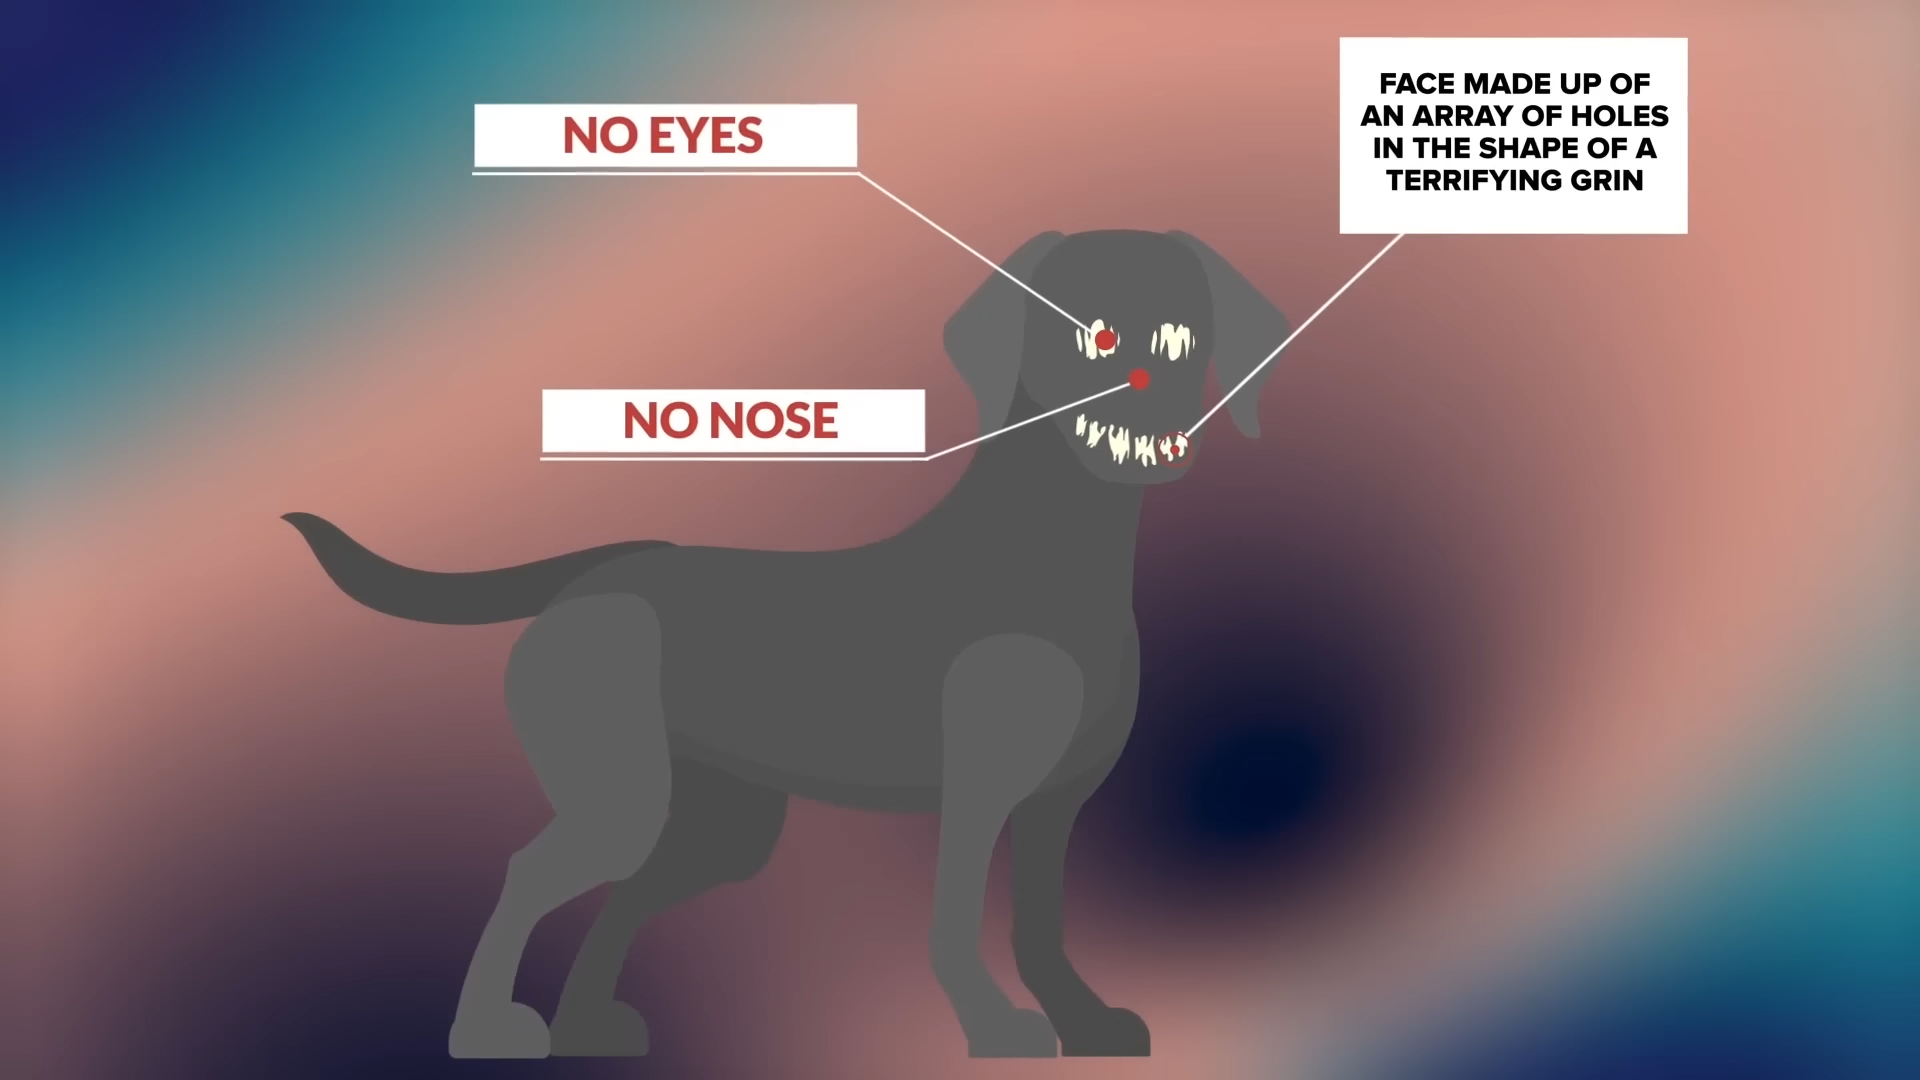 NO EYES
FACE MADE UP OF
AN ARRAY OF HOLES
IN THE SHAPE OF A
TERRIFYING GRIN
NO NOSE